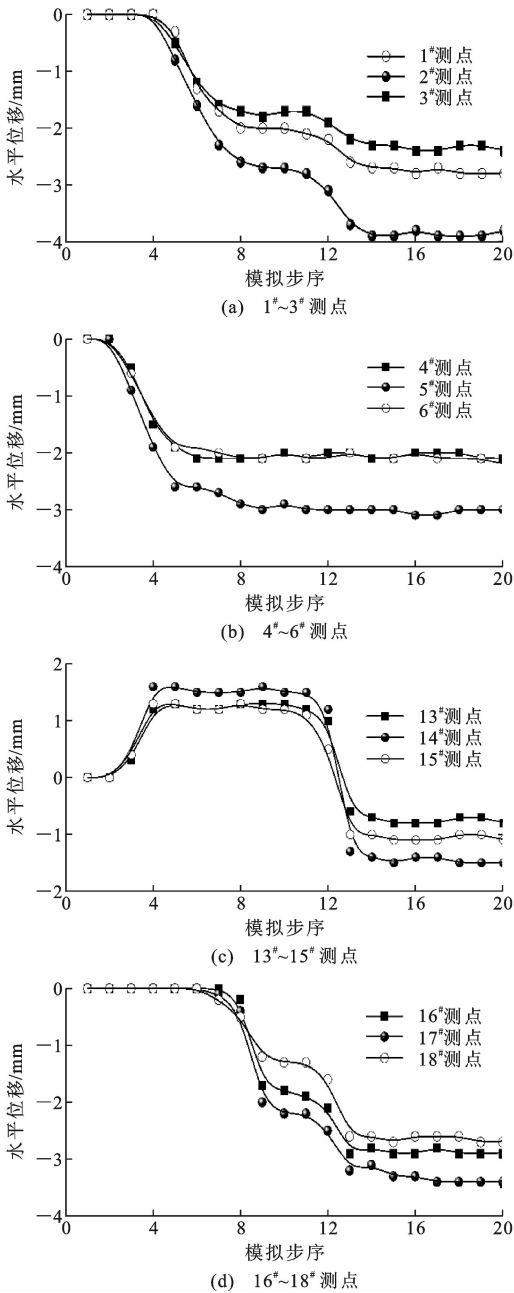 0
−1
−2
−3
−4
水平位移/mm
1#测点
2#测点
3#测点
0 4 8 12 16 20
模拟步序
(a) 1#~3# 测点
0
−1
−2
−3
−4
水平位移/mm
4#测点
5#测点
6#测点
0 4 8 12 16 20
模拟步序
(b) 4#~6# 测点
2
1
0
−1
−2
水平位移/mm
13#测点
14#测点
15#测点
0 4 8 12 16 20
模拟步序
(c) 13#~15# 测点
0
−1
−2
−3
−4
水平位移/mm
16#测点
17#测点
18#测点
0 4 8 12 16 20
模拟步序
(d) 16#~18# 测点